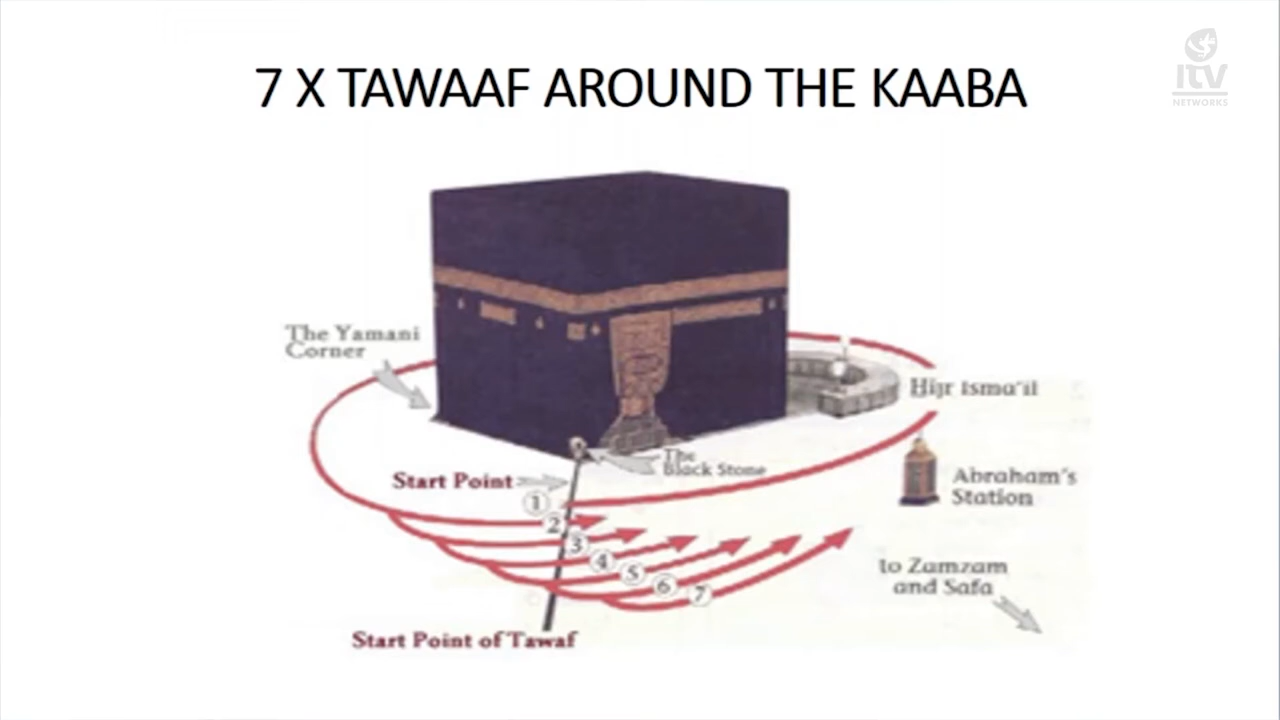 7 X TAWAAF AROUND THE KAABA
ITV
NETWORKS
The Yamani
Corner
Hijr Isma'il
The
Black Stone
Start Point
Abraham's
Station
1
2
3
4
5
6
7
to Zamzam
and Safa
Start Point of Tawaf